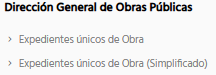 Dirección General de Obras Públicas
Expedientes únicos de Obra
Expedientes únicos de Obra (Simplificado)